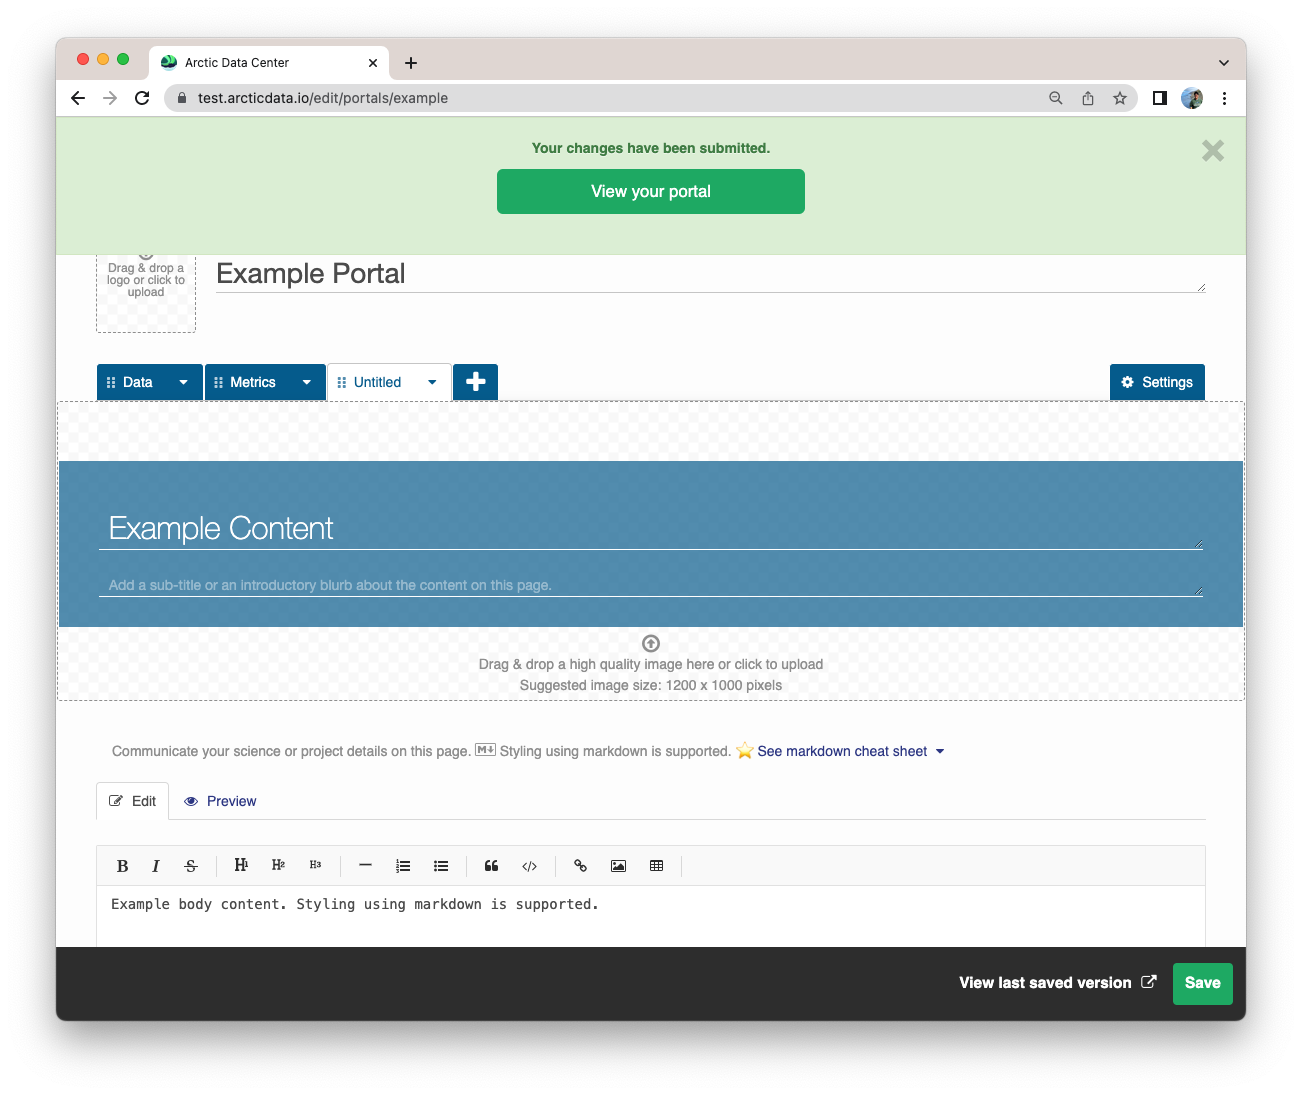 Arctic Data Center
test.arcticdata.io/edit/portals/example
Your changes have been submitted.
View your portal
Drag & drop a
logo or click to
upload
Example Portal
Data
Metrics
Untitled
Settings
Example Content
Add a sub-title or an introductory blurb about the content on this page.
Drag & drop a high quality image here or click to upload
Suggested image size: 1200 x 1000 pixels
Communicate your science or project details on this page. M Styling using markdown is supported. See markdown cheat sheet
Edit
Preview
B I S H1 H2 H3 </>
Example body content. Styling using markdown is supported.
View last saved version
Save